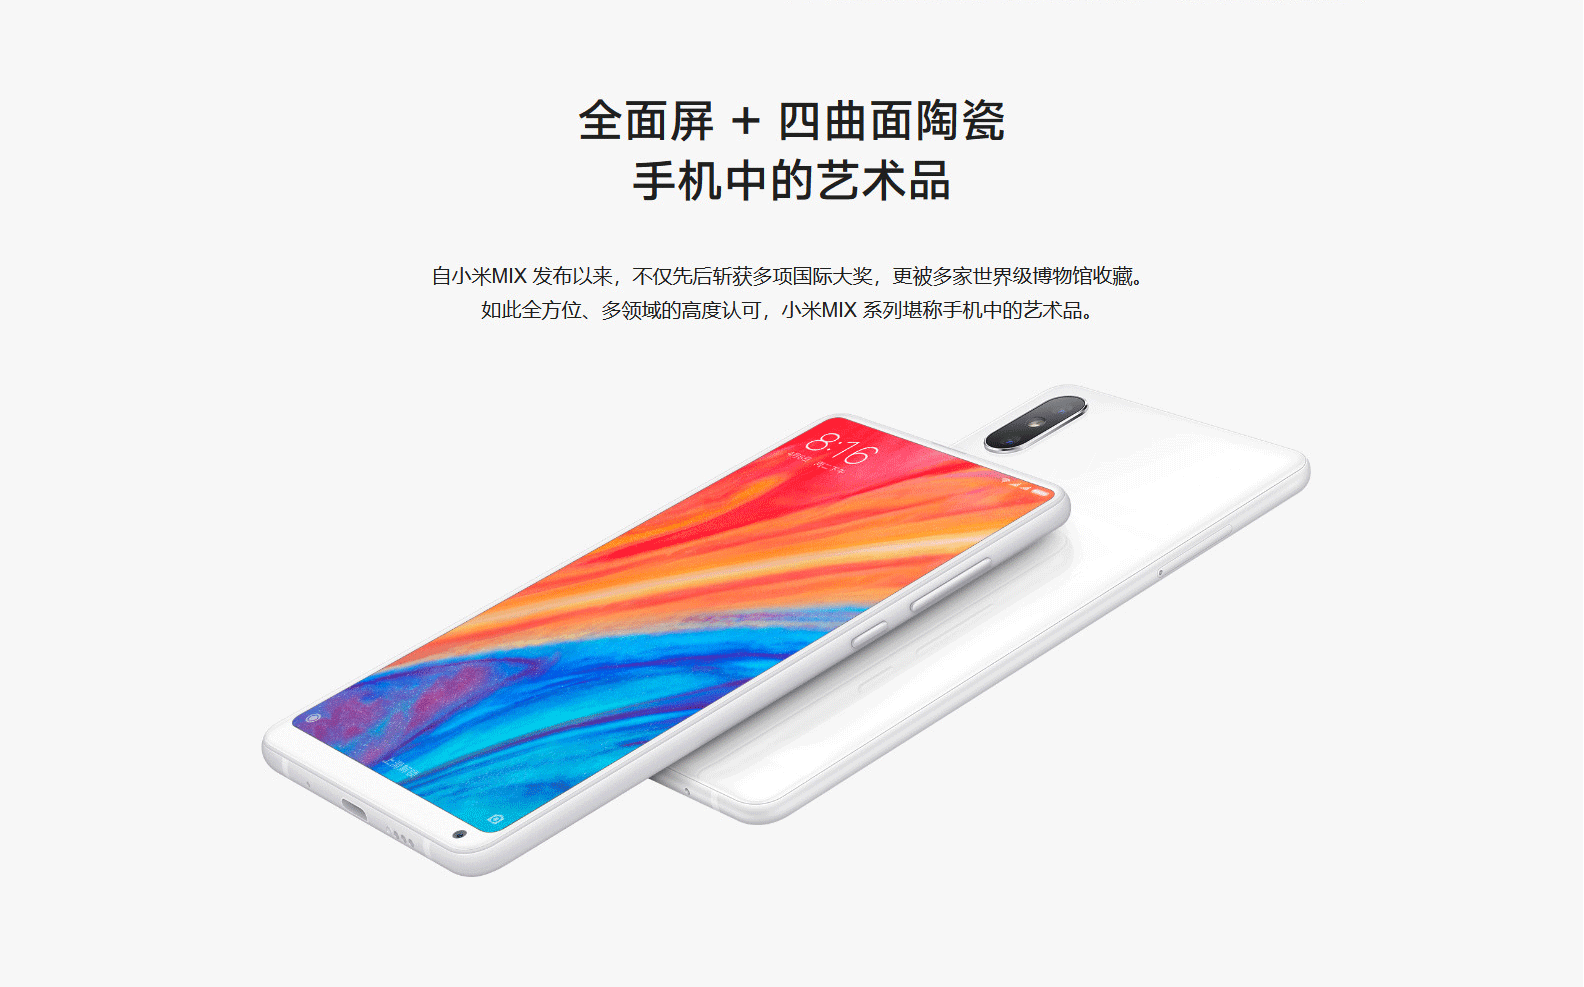 全面屏 + 四曲面陶瓷
手机中的艺术品
自小米MIX 发布以来，不仅先后斩获多项国际大奖，更被多家世界级博物馆收藏。
如此全方位、多领域的高度认可，小米MIX 系列堪称手机中的艺术品。
8:16